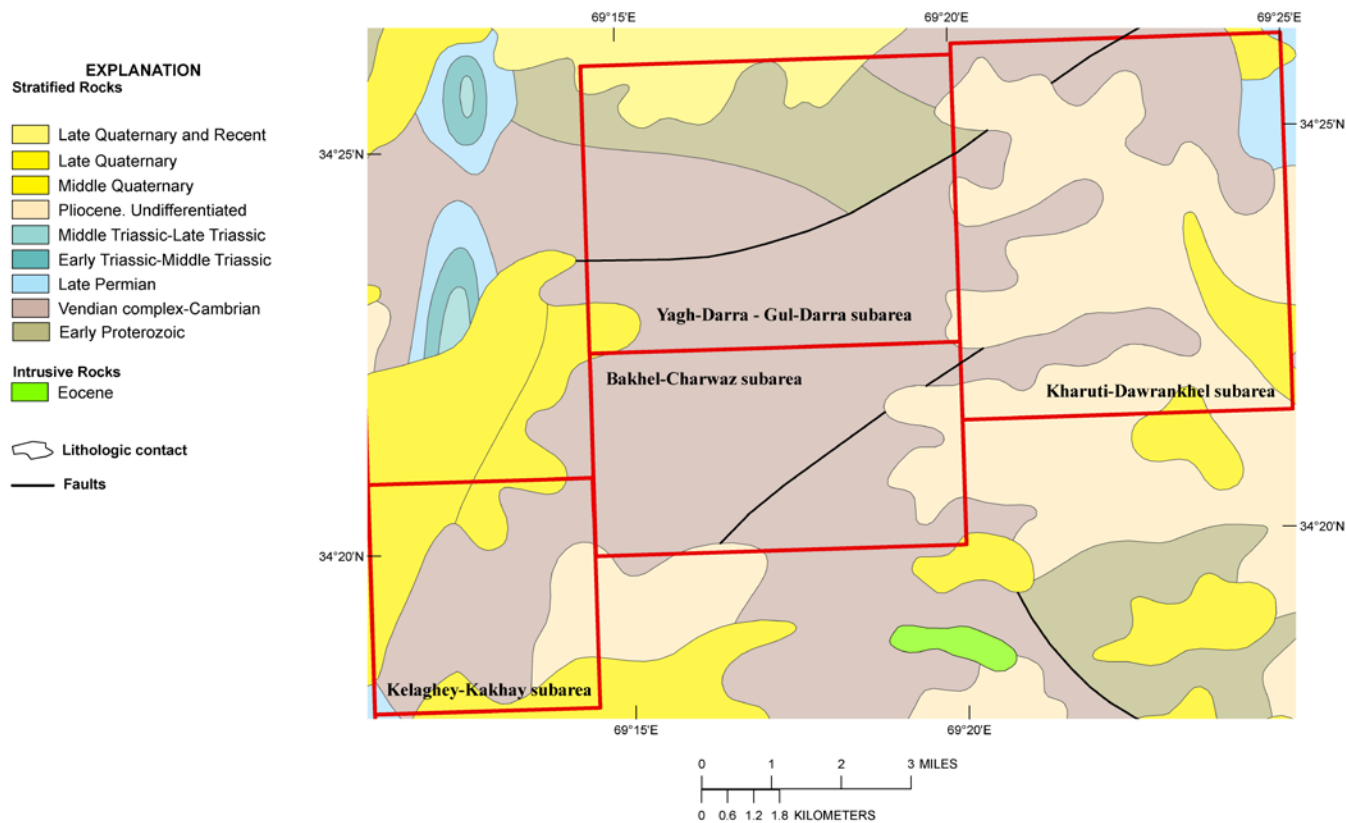 69°15'E
69°20'E
69°25'E
EXPLANATION
Stratified Rocks
Late Quaternary and Recent
Late Quaternary
Middle Quaternary
Pliocene. Undifferentiated
Middle Triassic-Late Triassic
Early Triassic-Middle Triassic
Late Permian
Vendian complex-Cambrian
Early Proterozoic
Intrusive Rocks
Eocene
Lithologic contact
Faults
34°25'N
34°25'N
Yagh-Darra - Gul-Darra subarea
Bakhel-Charwaz subarea
Kharuti-Dawrankhel subarea
34°20'N
34°20'N
Kelaghey-Kakhay subarea
69°15'E
69°20'E
0 1 2 3 MILES
0 0.6 1.2 1.8 KILOMETERS